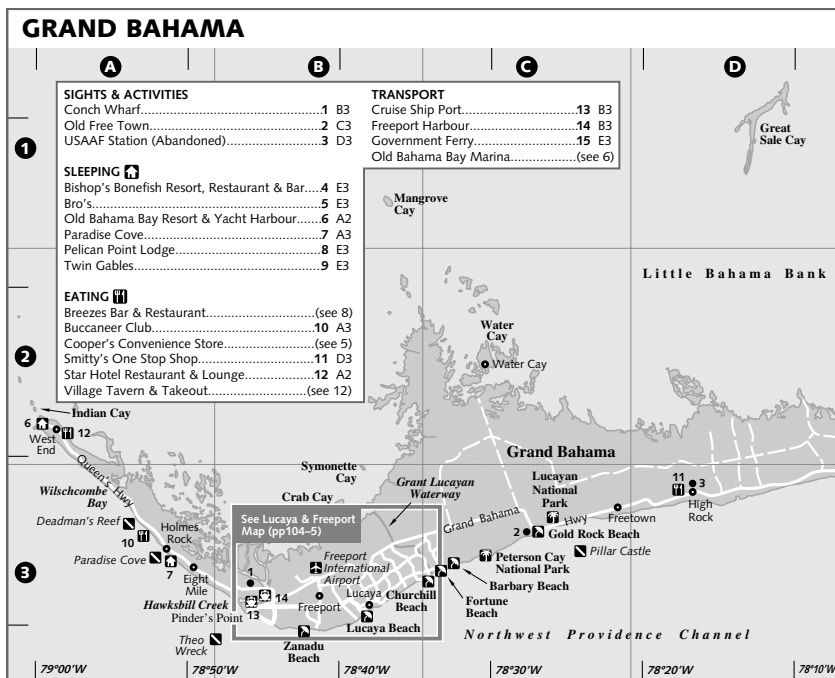 GRAND BAHAMA
A B C D
SIGHTS & ACTIVITIES
Conch Wharf....................................................1 B3
Old Free Town................................................2 C3
USAAF Station (Abandoned)........................3 D3
SLEEPING
Bishop's Bonefish Resort, Restaurant & Bar....4 E3
Bro's................................................................5 E3
Old Bahama Bay Resort & Yacht Harbour......6 A2
Paradise Cove................................................7 A3
Pelican Point Lodge.......................................8 E3
Twin Gables....................................................9 E3
EATING
Breezes Bar & Restaurant.......................(see 8)
Buccaneer Club............................................10 A3
Cooper's Convenience Store..................(see 5)
Smitty's One Stop Shop...............................11 D3
Star Hotel Restaurant & Lounge.................12 A2
Village Tavern & Takeout......................(see 12)
TRANSPORT
Cruise Ship Port............................................13 B3
Freeport Harbour..........................................14 B3
Government Ferry.........................................15 E3
Old Bahama Bay Marina.........................(see 6)
1
Great
Sale Cay
Mangrove
Cay
Little Bahama Bank
2
Water
Cay
Water Cay
Indian Cay
6
West
End
12
Queen's Hwy
Wilschcombe
Bay
Symonette
Cay
Crab Cay
Grant Lucayan
Waterway
Grand Bahama
Lucayan
National
Park
11
3
High
Rock
Grand Bahama Hwy
Freetown
2
Gold Rock Beach
Pillar Castle
Peterson Cay
National Park
Barbary Beach
Fortune
Beach
Churchill
Beach
See Lucaya & Freeport
Map (pp104–5)
Freeport
International
Airport
Deadman's Reef
Holmes
Rock
10
Paradise Cove
7
3
Eight
Mile
1
Hawksbill Creek
14
Freeport
Lucaya
Pinder's Point
13
Lucaya Beach
Theo
Wreck
Zanadu
Beach
Northwest Providence Channel
79°00'W 78°50'W 78°40'W 78°30'W 78°20'W 78°10'W